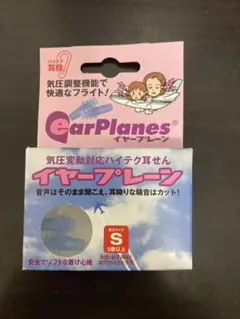 ハイテク
耳栓
気圧調整機能で
快適なフライト!
earPlanes®
イヤープレーン
気圧変動対応ハイテク耳せん
イヤープレーン
音声はそのまま聞こえ、耳障りな騒音はカット!
S
安全でソフトな着け心地